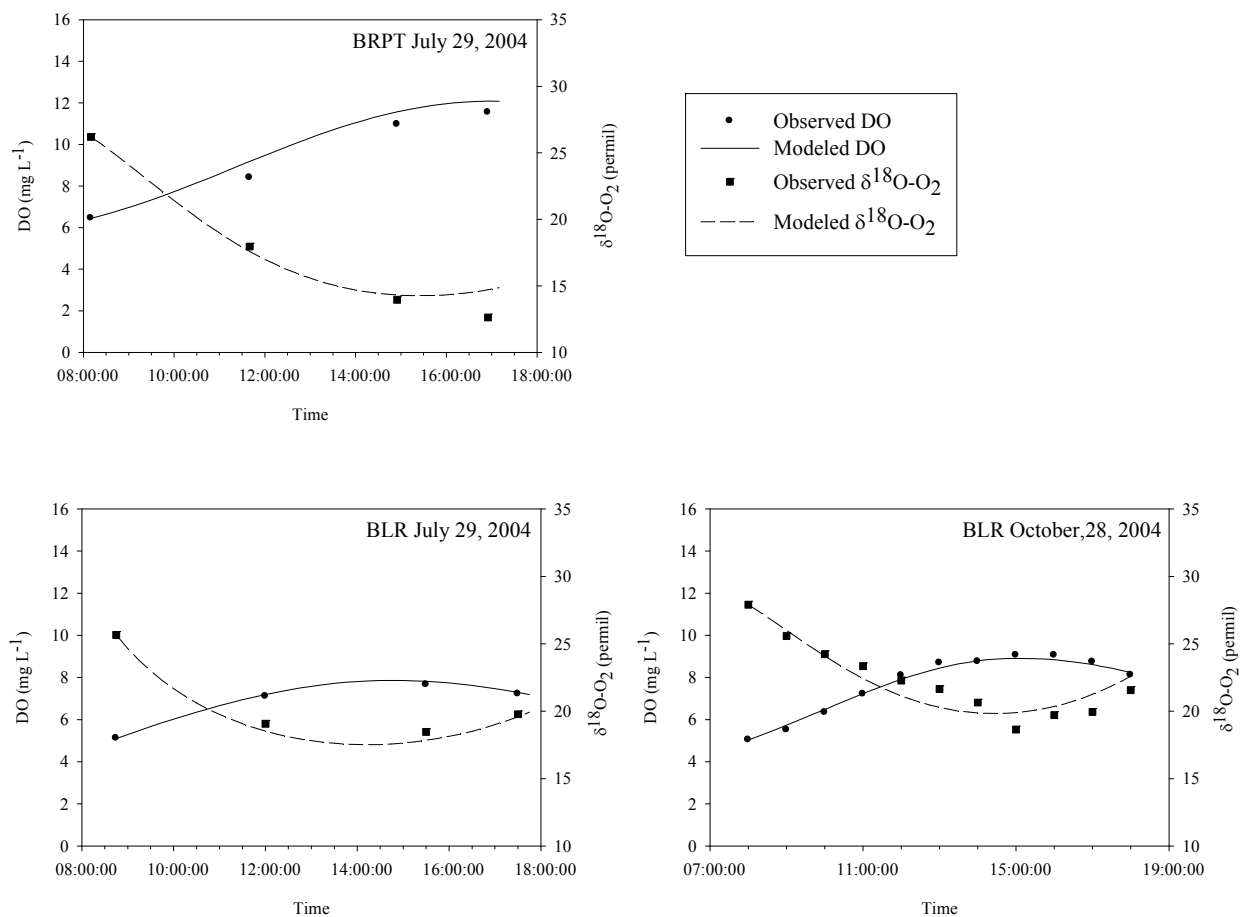 BRPT July 29, 2004
16
14
12
10
8
6
4
2
0
DO (mg L-1)
35
30
25
20
15
10
δ18O-O2 (permil)
08:00:00 10:00:00 12:00:00 14:00:00 16:00:00 18:00:00
Time
Observed DO
Modeled DO
Observed δ18O-O2
Modeled δ18O-O2
BLR July 29, 2004
16
14
12
10
8
6
4
2
0
DO (mg L-1)
35
30
25
20
15
10
δ18O-O2 (permil)
08:00:00 10:00:00 12:00:00 14:00:00 16:00:00 18:00:00
Time
BLR October,28, 2004
16
14
12
10
8
6
4
2
0
DO (mg L-1)
35
30
25
20
15
10
δ18O-O2 (permil)
07:00:00 11:00:00 15:00:00 19:00:00
Time